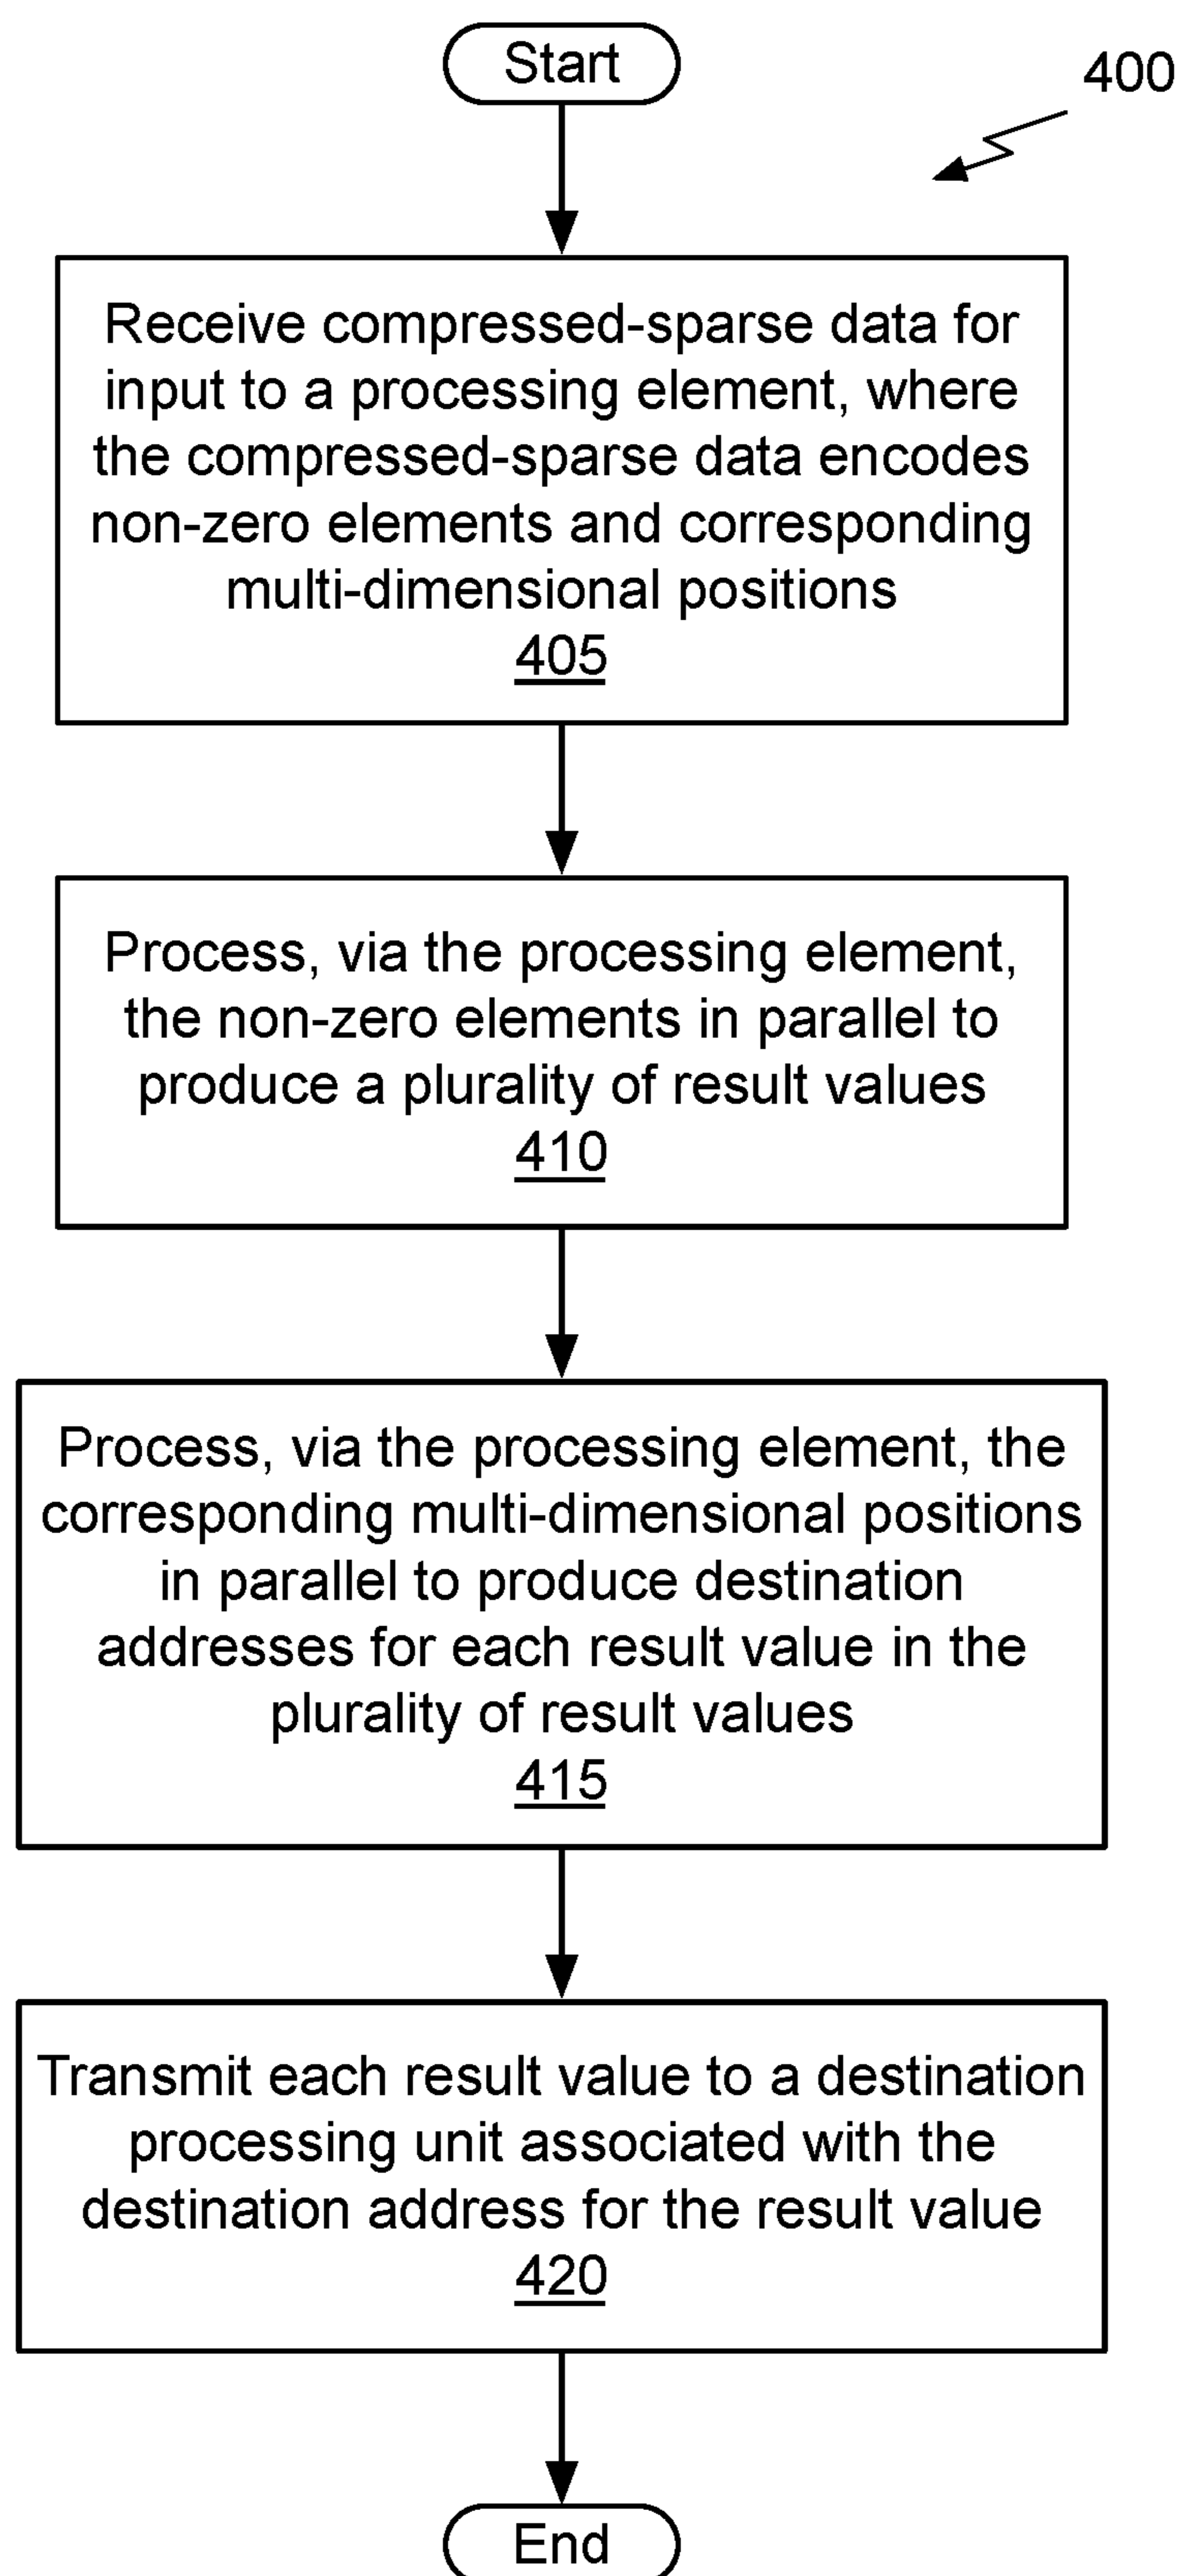 Start
400
Receive compressed-sparse data for
input to a processing element, where
the compressed-sparse data encodes
non-zero elements and corresponding
multi-dimensional positions
405
Process, via the processing element,
the non-zero elements in parallel to
produce a plurality of result values
410
Process, via the processing element, the
corresponding multi-dimensional positions
in parallel to produce destination
addresses for each result value in the
plurality of result values
415
Transmit each result value to a destination
processing unit associated with the
destination address for the result value
420
End